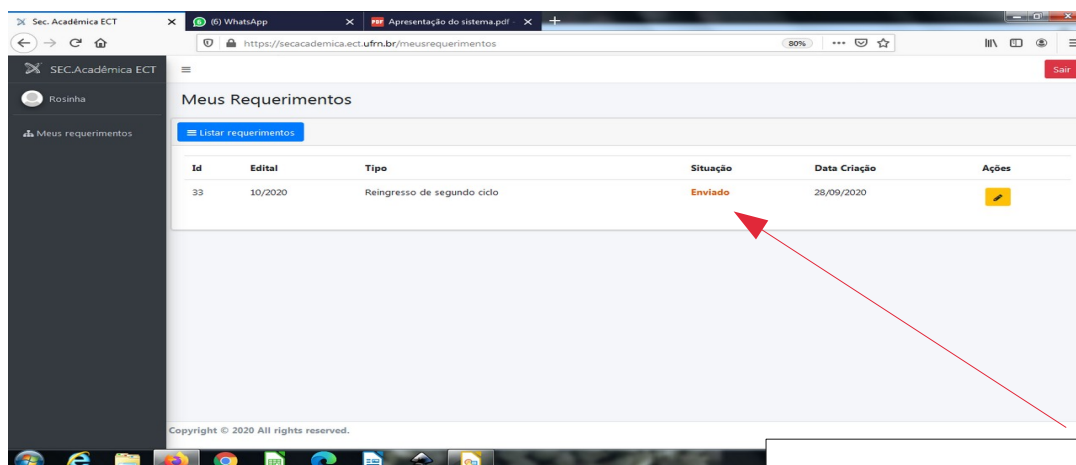 Sec. Acadêmica ECT
(6) WhatsApp
Apresentação do sistema.pdf
https://secacademica.ect.ufrn.br/meusrequerimentos
80%
SEC.Acadêmica ECT
Sair
Rosinha
Meus Requerimentos
Meus requerimentos
Listar requerimentos
Id Edital Tipo Situação Data Criação Ações
33 10/2020 Reingresso de segundo ciclo Enviado 28/09/2020
Copyright © 2020 All rights reserved.